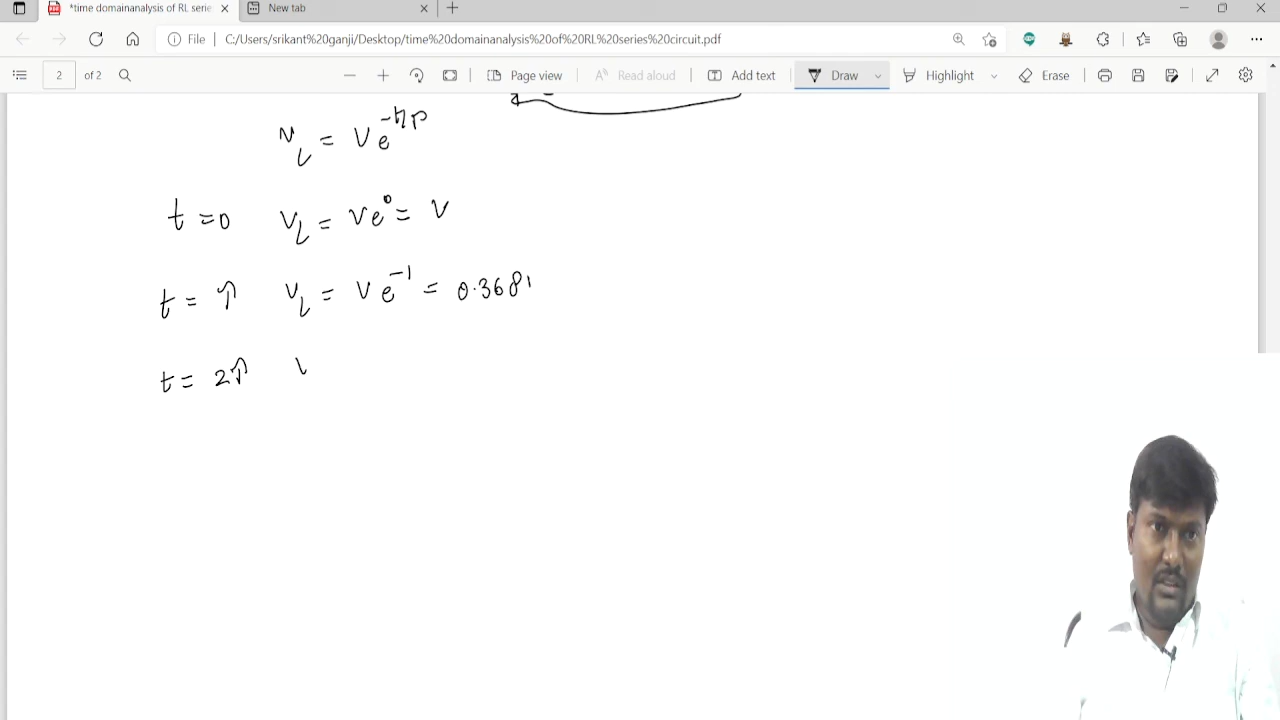 *time domainanalysis of RL serie
New tab
File C:/Users/srikant%20ganji/Desktop/time%20domainanalysis%20of%20RL%20series%20circuit.pdf
2 of 2 Page view Read aloud Add text Draw Highlight Erase
t = 0 V_L = V e^0 = V
V_L = V e^-1 = 0.368
t = 2